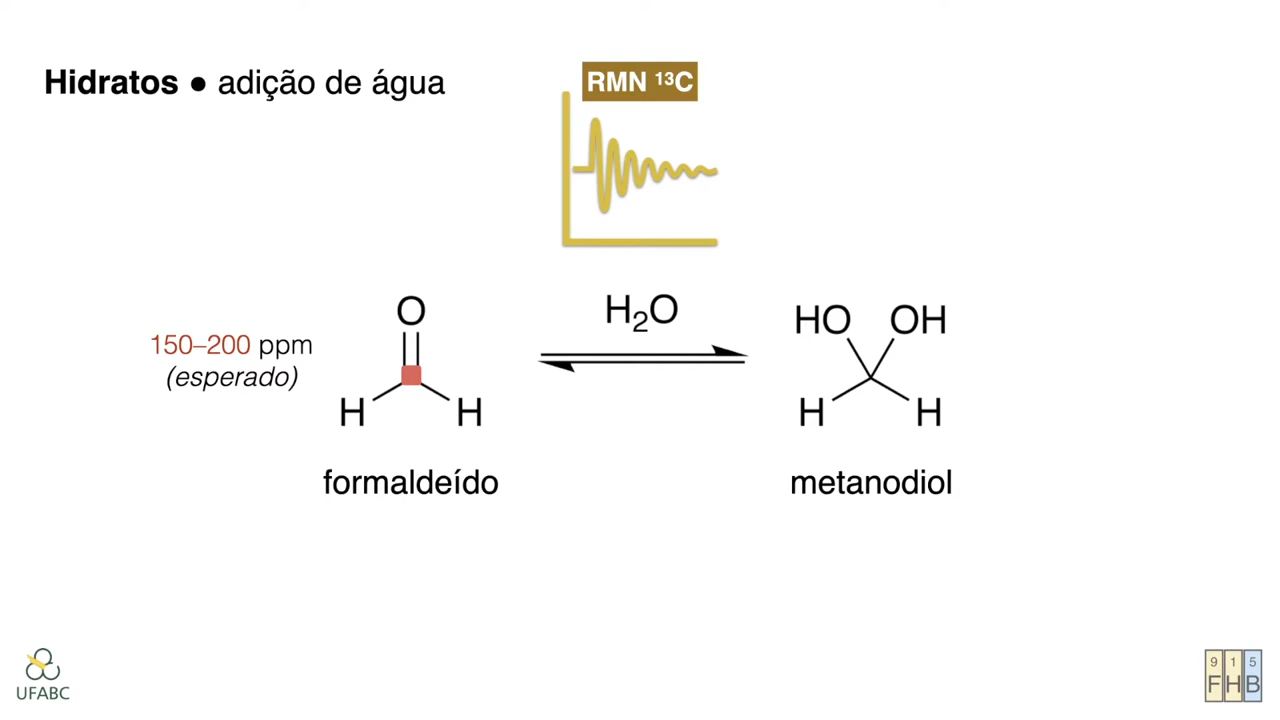 Hidratos ● adição de água
RMN ¹³C
150–200 ppm
(esperado)
O
H H
H₂O
HO OH
H H
formaldeído
metanodiol
UFABC
9 1 5
F H B